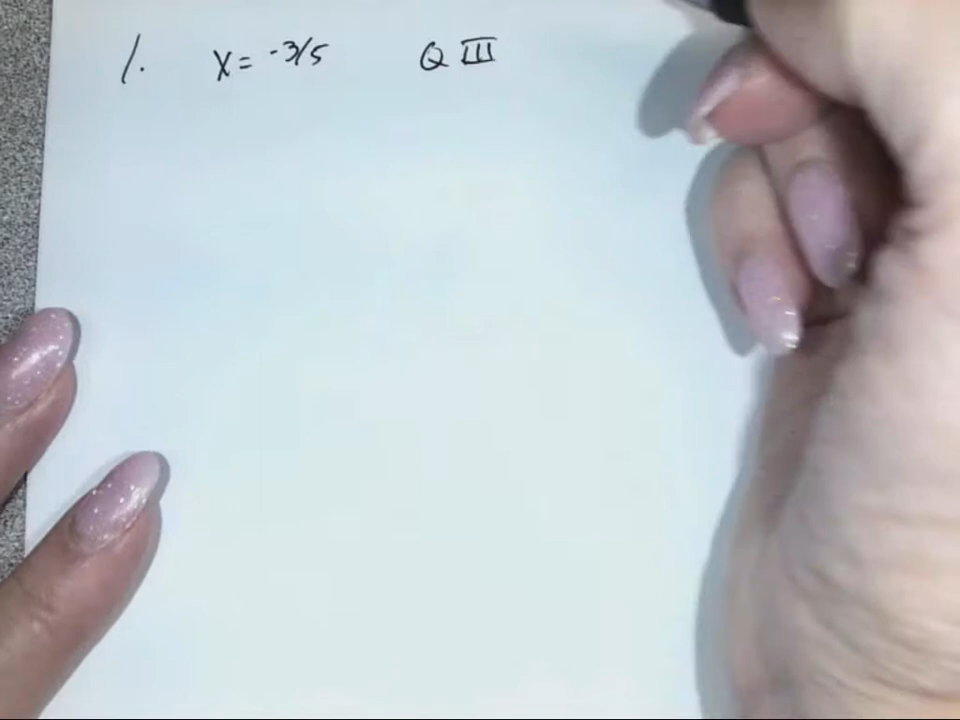 1. X = -3/5 Q III